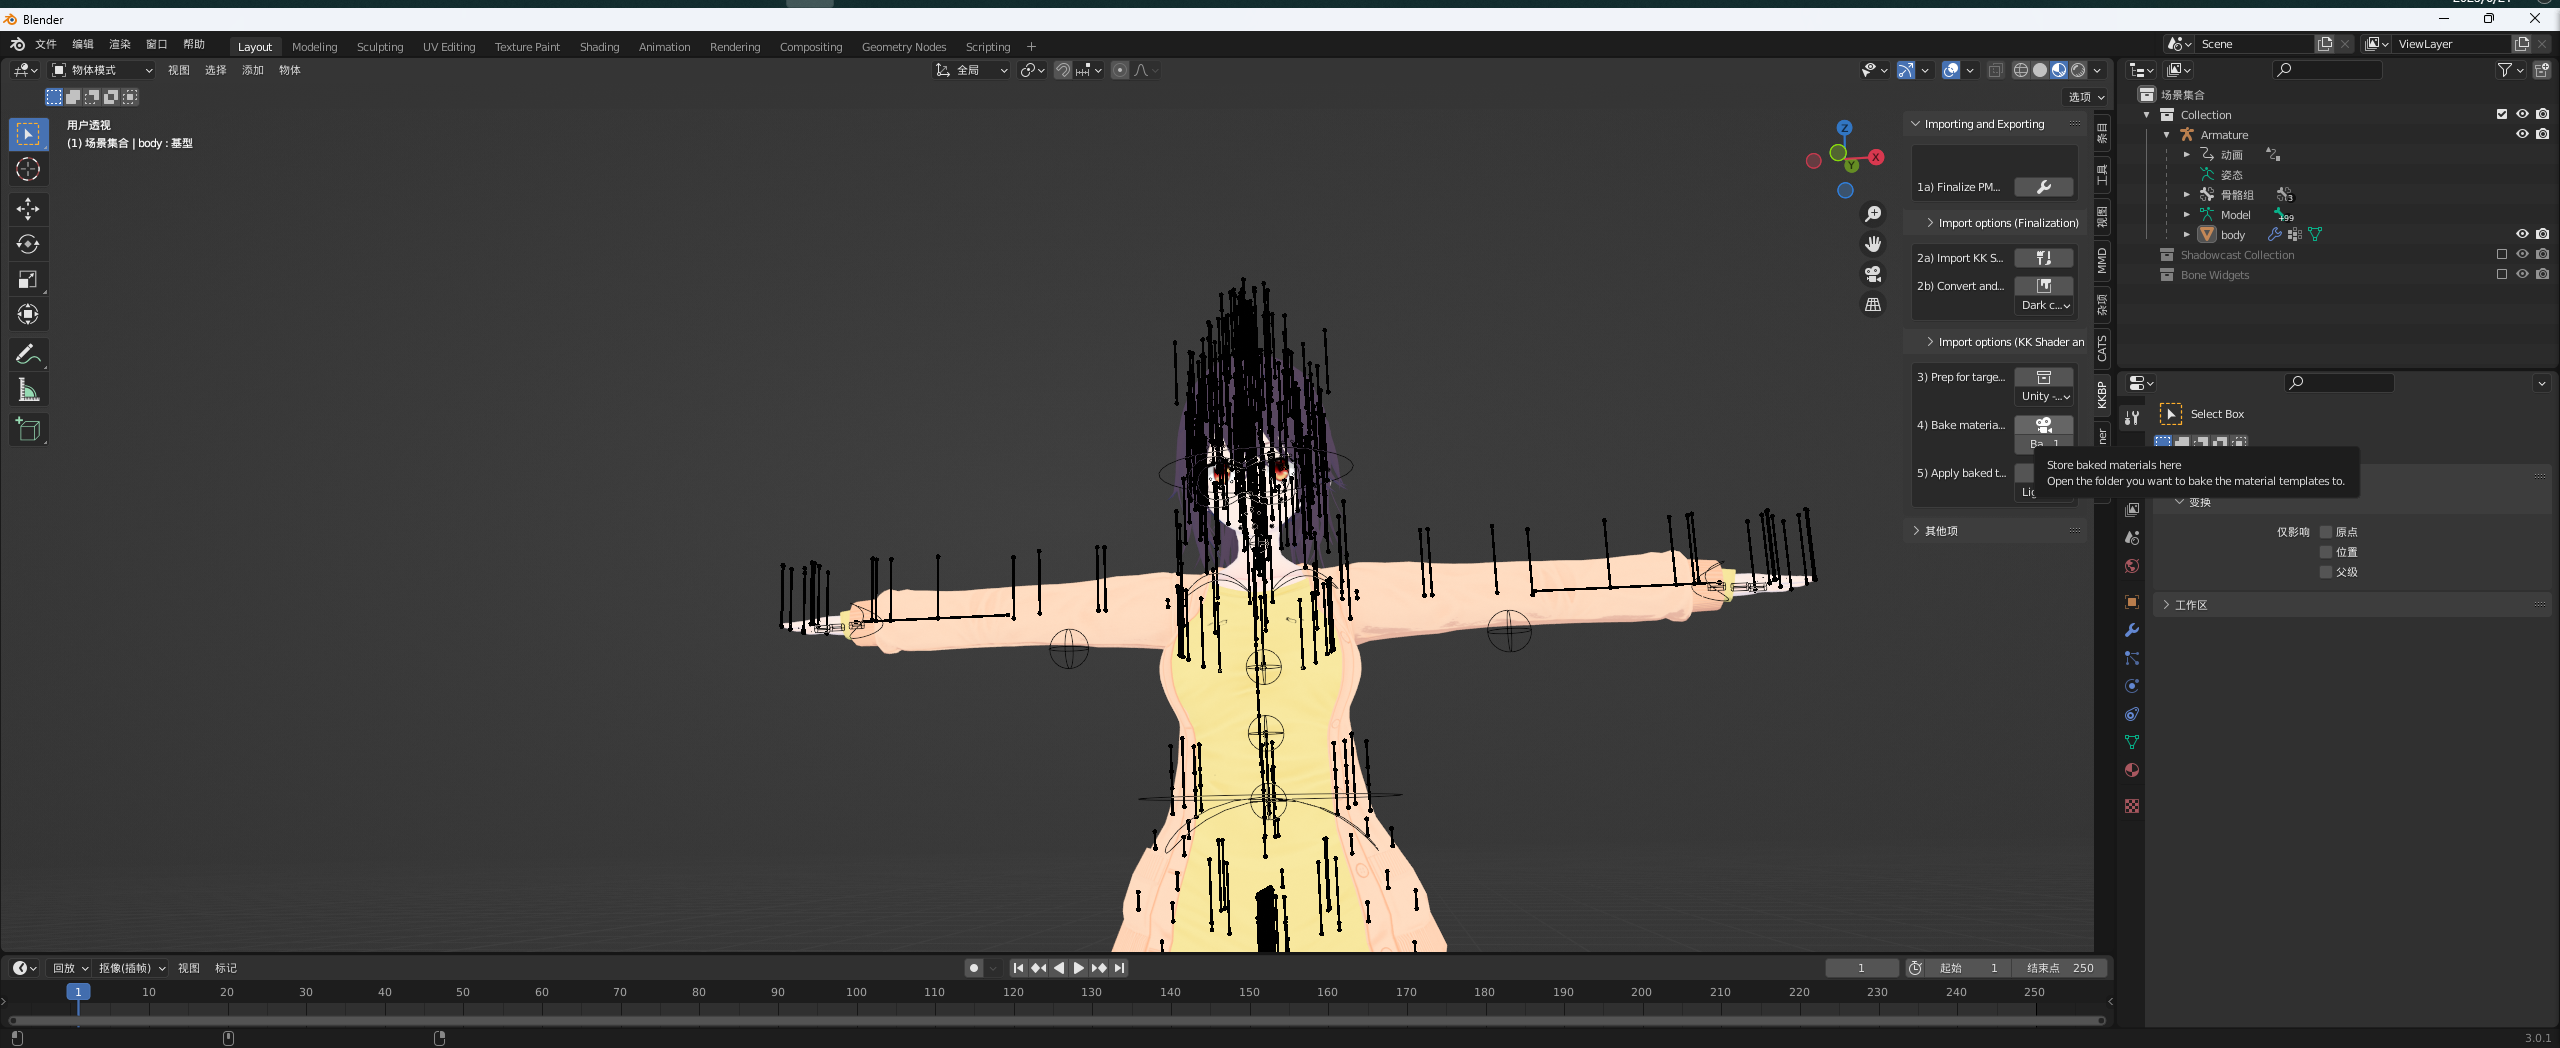 Blender
文件 编辑 渲染 窗口 帮助 Layout Modeling Sculpting UV Editing Texture Paint Shading Animation Rendering Compositing Geometry Nodes Scripting +
Scene
ViewLayer
物体模式 视图 选择 添加 物体
全局
选项
用户透视
(1) 场景集合 | body : 基型
Z
X
Y
Importing and Exporting
1a) Finalize PM...
Import options (Finalization)
2a) Import KK S...
2b) Convert and...
Dark c...
Import options (KK Shader an
3) Prep for targe...
Unity -...
4) Bake materia...
5) Apply baked t...
其他项
条目
工具
视图
MMD
杂项
CATS
KKBP
Store baked materials here
Open the folder you want to bake the material templates to.
场景集合
Collection
Armature
动画
姿态
骨骼组
3
Model
+99
body
Shadowcast Collection
Bone Widgets
Select Box
变换
仅影响 原点
位置
父级
工作区
回放 抠像(插帧) 视图 标记
1
起始 1
结束点 250
1 10 20 30 40 50 60 70 80 90 100 110 120 130 140 150 160 170 180 190 200 210 220 230 240 250
3.0.1